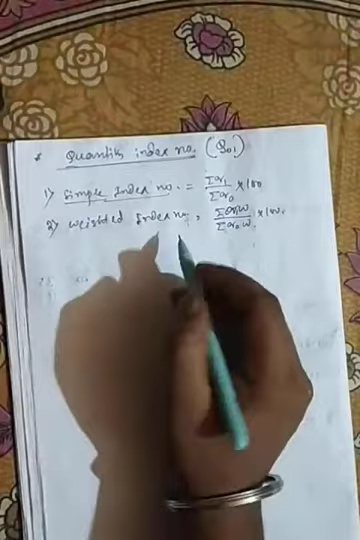 * Quantity index no. (Q01)
1) Simple Index no. = Σq1 / Σq0 × 100
2) Weighted Index no. = Σq1w / Σq0w × 100.